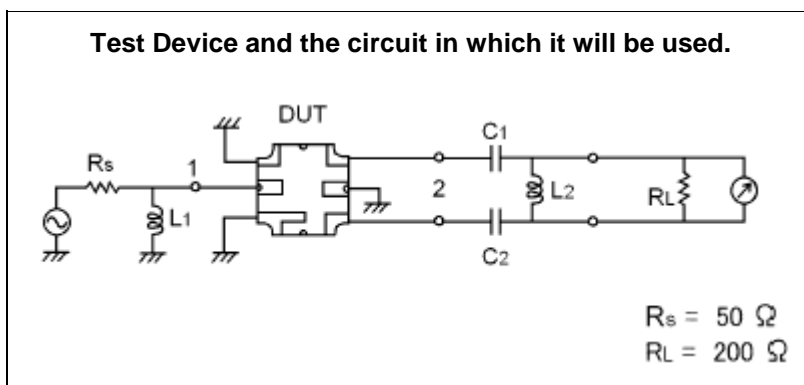 Test Device and the circuit in which it will be used.
DUT
C1
Rs
1
L1
2
L2
RL
C2
Rs = 50 Ω
RL = 200 Ω